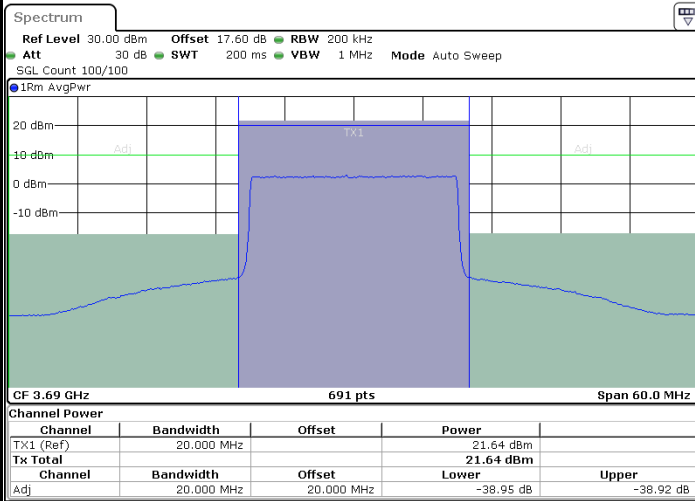 Spectrum
Ref Level 30.00 dBm Offset 17.60 dB RBW 200 kHz
Att 30 dB SWT 200 ms VBW 1 MHz Mode Auto Sweep
SGL Count 100/100
1Rm AvgPwr
20 dBm
TX1
Adj Adj
10 dBm
0 dBm
-10 dBm
CF 3.69 GHz 691 pts Span 60.0 MHz
Channel Power
Channel Bandwidth Offset Power
TX1 (Ref) 20.000 MHz 21.64 dBm
Tx Total 21.64 dBm
Channel Bandwidth Offset Lower Upper
Adj 20.000 MHz 20.000 MHz -38.95 dB -38.92 dB